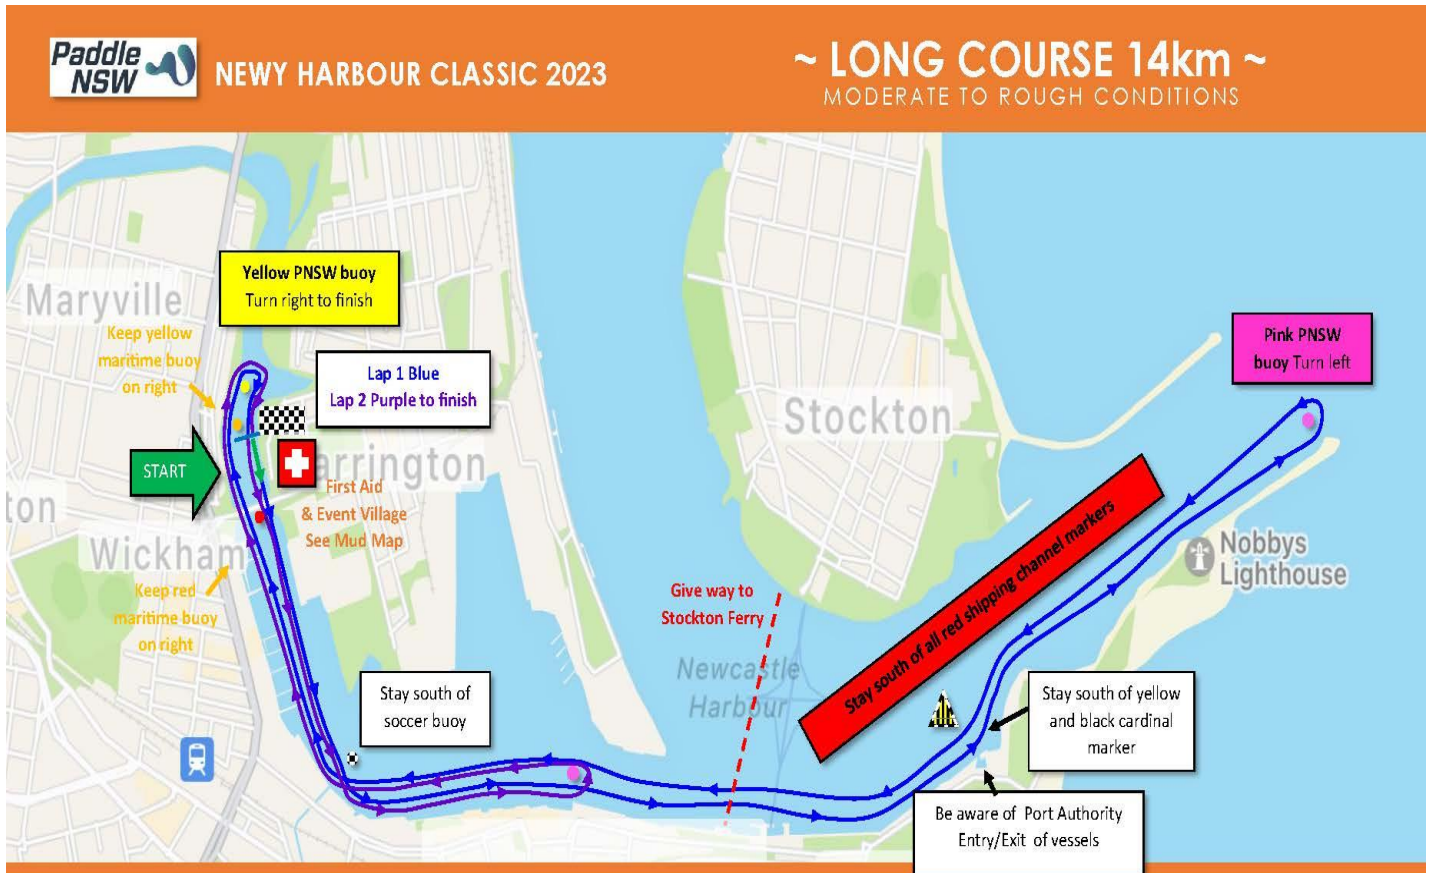 Paddle
NSW
NEWY HARBOUR CLASSIC 2023
~ LONG COURSE 14km ~
MODERATE TO ROUGH CONDITIONS
Yellow PNSW buoy
Turn right to finish
Maryville
Keep yellow
maritime buoy
on right
Lap 1 Blue
Lap 2 Purple to finish
Pink PNSW
buoy Turn left
Stockton
START
arrington
First Aid
& Event Village
See Mud Map
ton
Wickham
Keep red
maritime buoy
on right
Nobbys
Lighthouse
Stay south of all red shipping channel markers
Give way to
Stockton Ferry
Newcastle
Harbour
Stay south of
soccer buoy
Stay south of yellow
and black cardinal
marker
Be aware of Port Authority
Entry/Exit of vessels